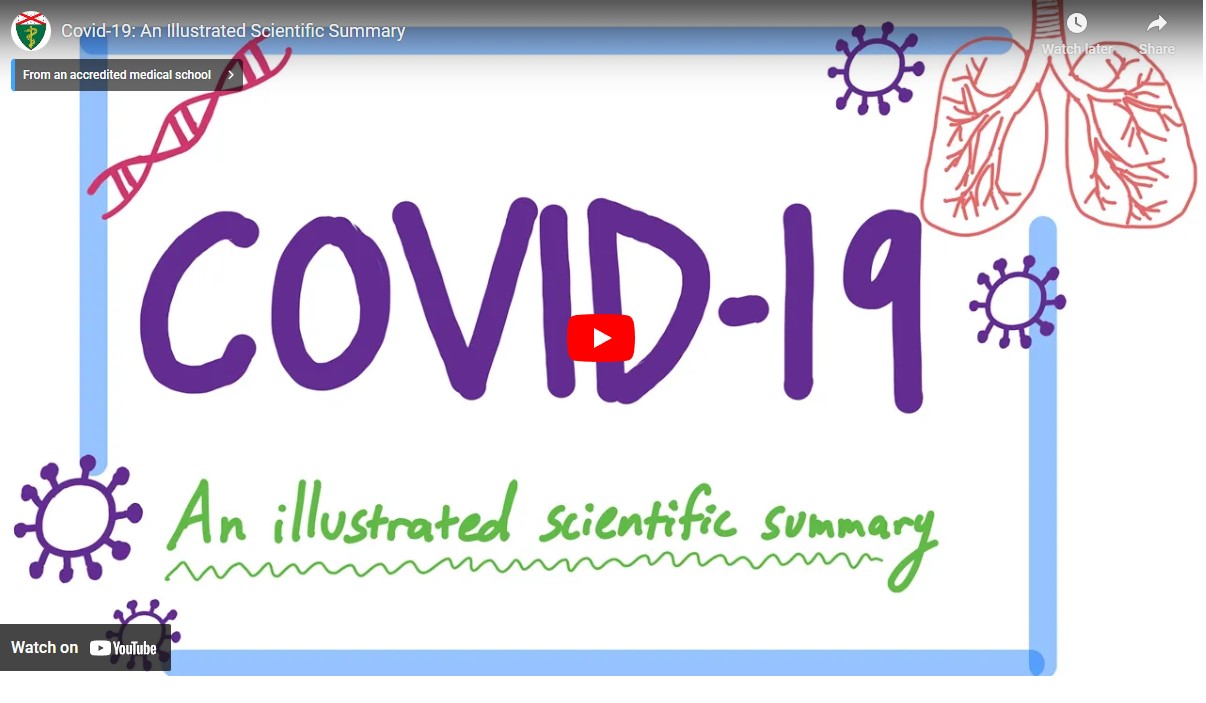 Covid-19: An Illustrated Scientific Summary
Watch later
Share
From an accredited medical school
COVID-19
An illustrated scientific summary
Watch on YouTube